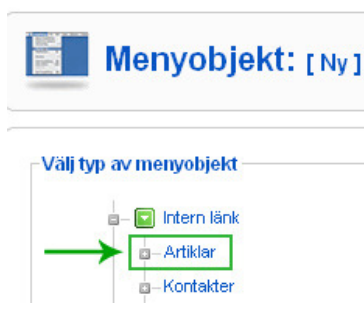 Menyobjekt: [ Ny ]
Välj typ av menyobjekt
Intern länk
Artiklar
Kontakter